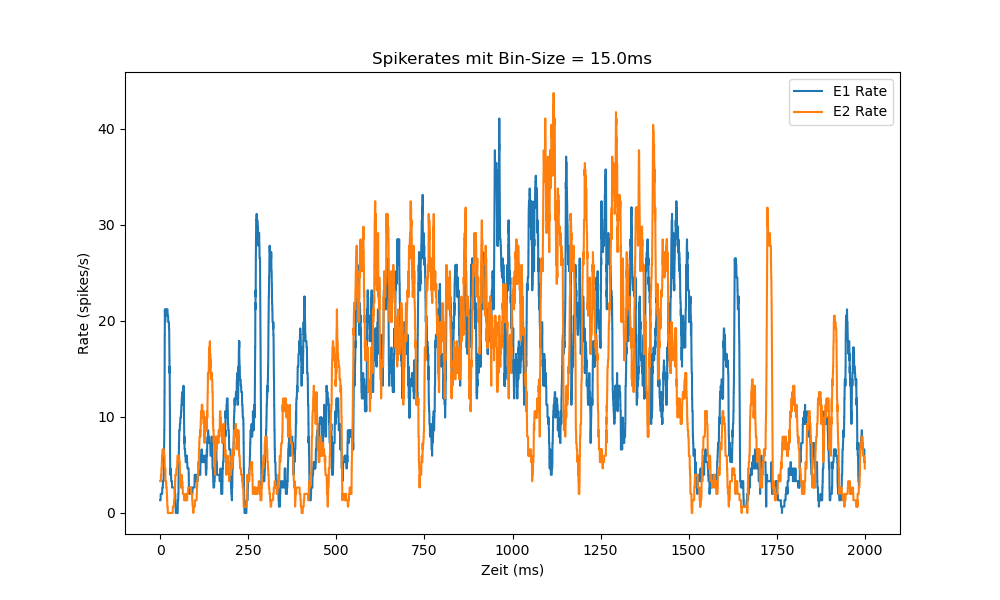 Spikerates mit Bin-Size = 15.0ms
E1 Rate
E2 Rate
Rate (spikes/s)
40
30
20
10
0
0 250 500 750 1000 1250 1500 1750 2000
Zeit (ms)